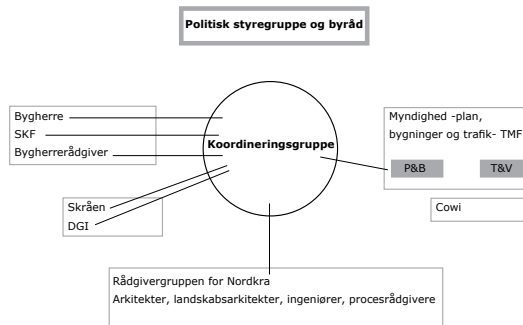 Politisk styregruppe og byråd
Bygherre
SKF
Bygherrerådgiver
Koordineringsgruppe
Myndighed -plan,
bygninger og trafik- TMF
P&B
T&V
Skråen
DGI
Cowi
Rådgivergruppen for Nordkra
Arkitekter, landskabsarkitekter, ingeniører, procesrådgivere